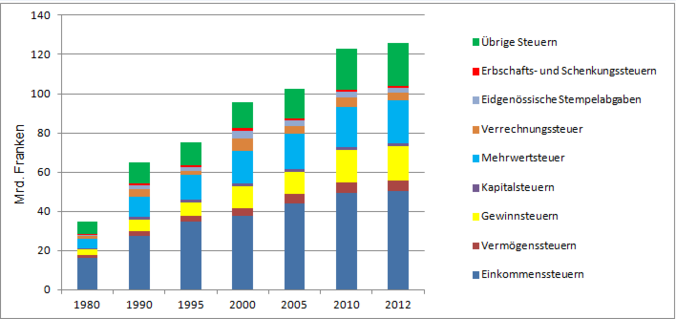 Mrd. Franken
140
120
100
80
60
40
20
0
1980 1990 1995 2000 2005 2010 2012
Übrige Steuern
Erbschafts- und Schenkungssteuern
Eidgenössische Stempelabgaben
Verrechnungssteuer
Mehrwertsteuer
Kapitalsteuern
Gewinnsteuern
Vermögenssteuern
Einkommenssteuern